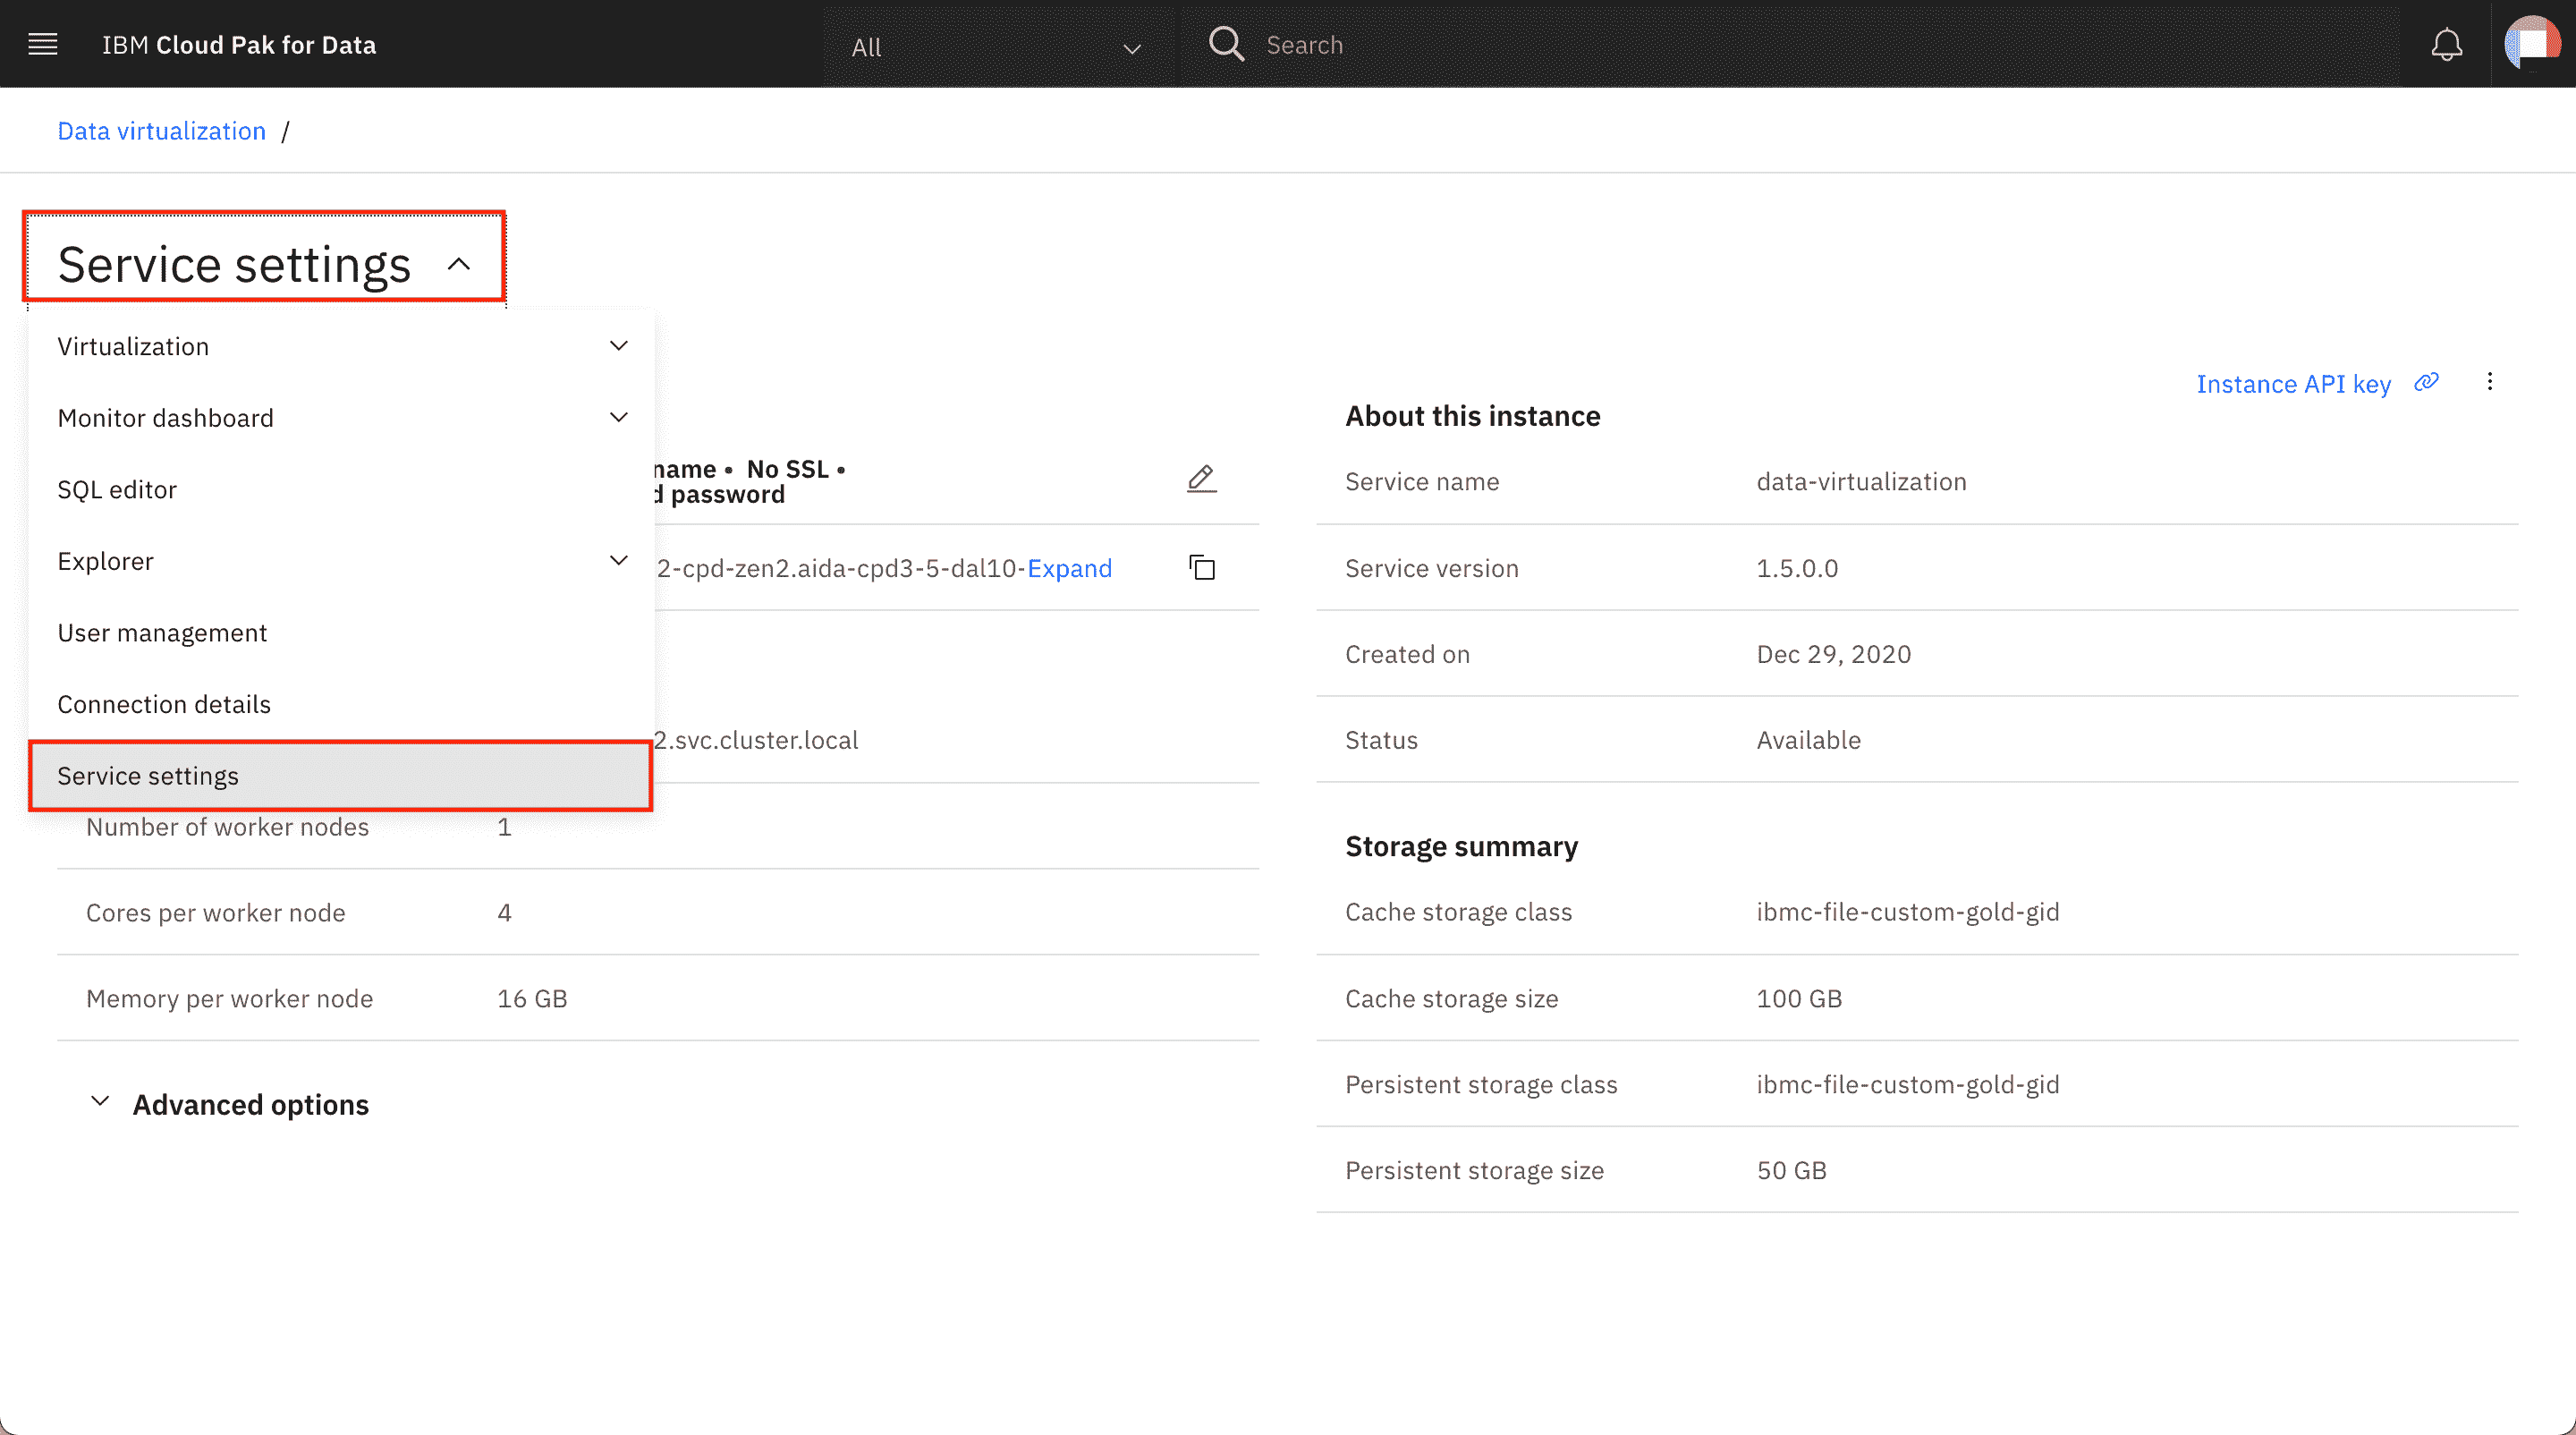 IBM Cloud Pak for Data
All
Search
Data virtualization /
Service settings
Virtualization
Monitor dashboard
SQL editor
Explorer
User management
Connection details
Service settings
name • No SSL •
d password
2-cpd-zen2.aida-cpd3-5-dal10-Expand
2.svc.cluster.local
Number of worker nodes 1
Cores per worker node 4
Memory per worker node 16 GB
Advanced options
Instance API key
About this instance
Service name data-virtualization
Service version 1.5.0.0
Created on Dec 29, 2020
Status Available
Storage summary
Cache storage class ibmc-file-custom-gold-gid
Cache storage size 100 GB
Persistent storage class ibmc-file-custom-gold-gid
Persistent storage size 50 GB